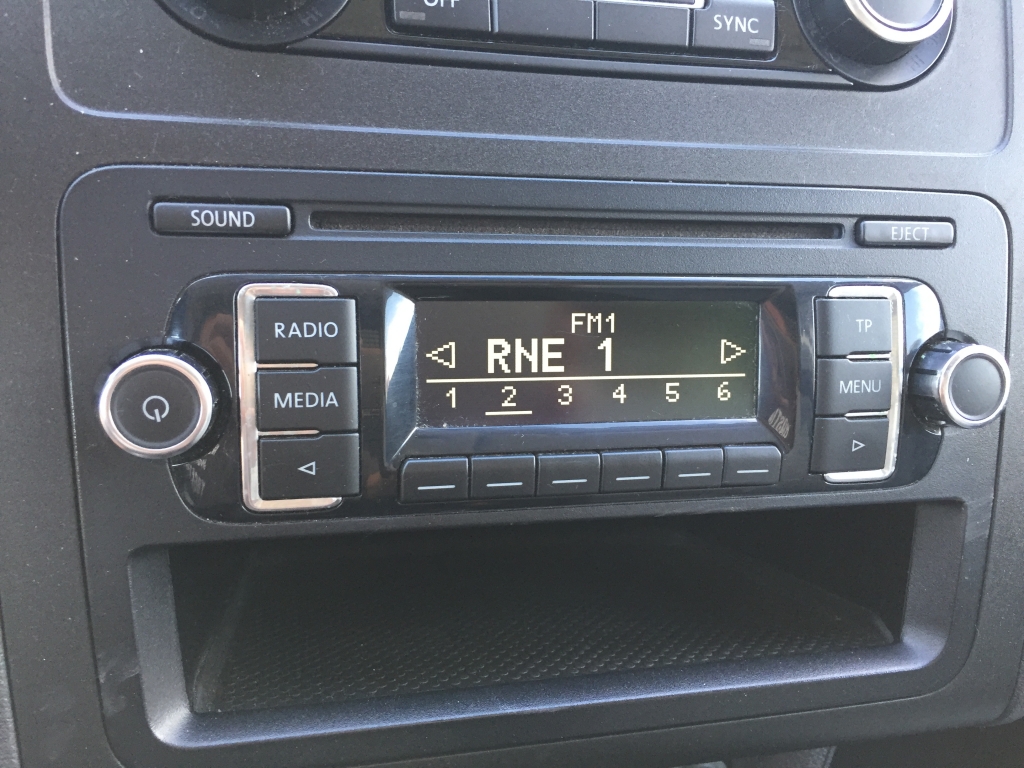 OFF
SYNC
SOUND
EJECT
RADIO
FM1
TP
RNE 1
MEDIA
MENU
1 2 3 4 5 6